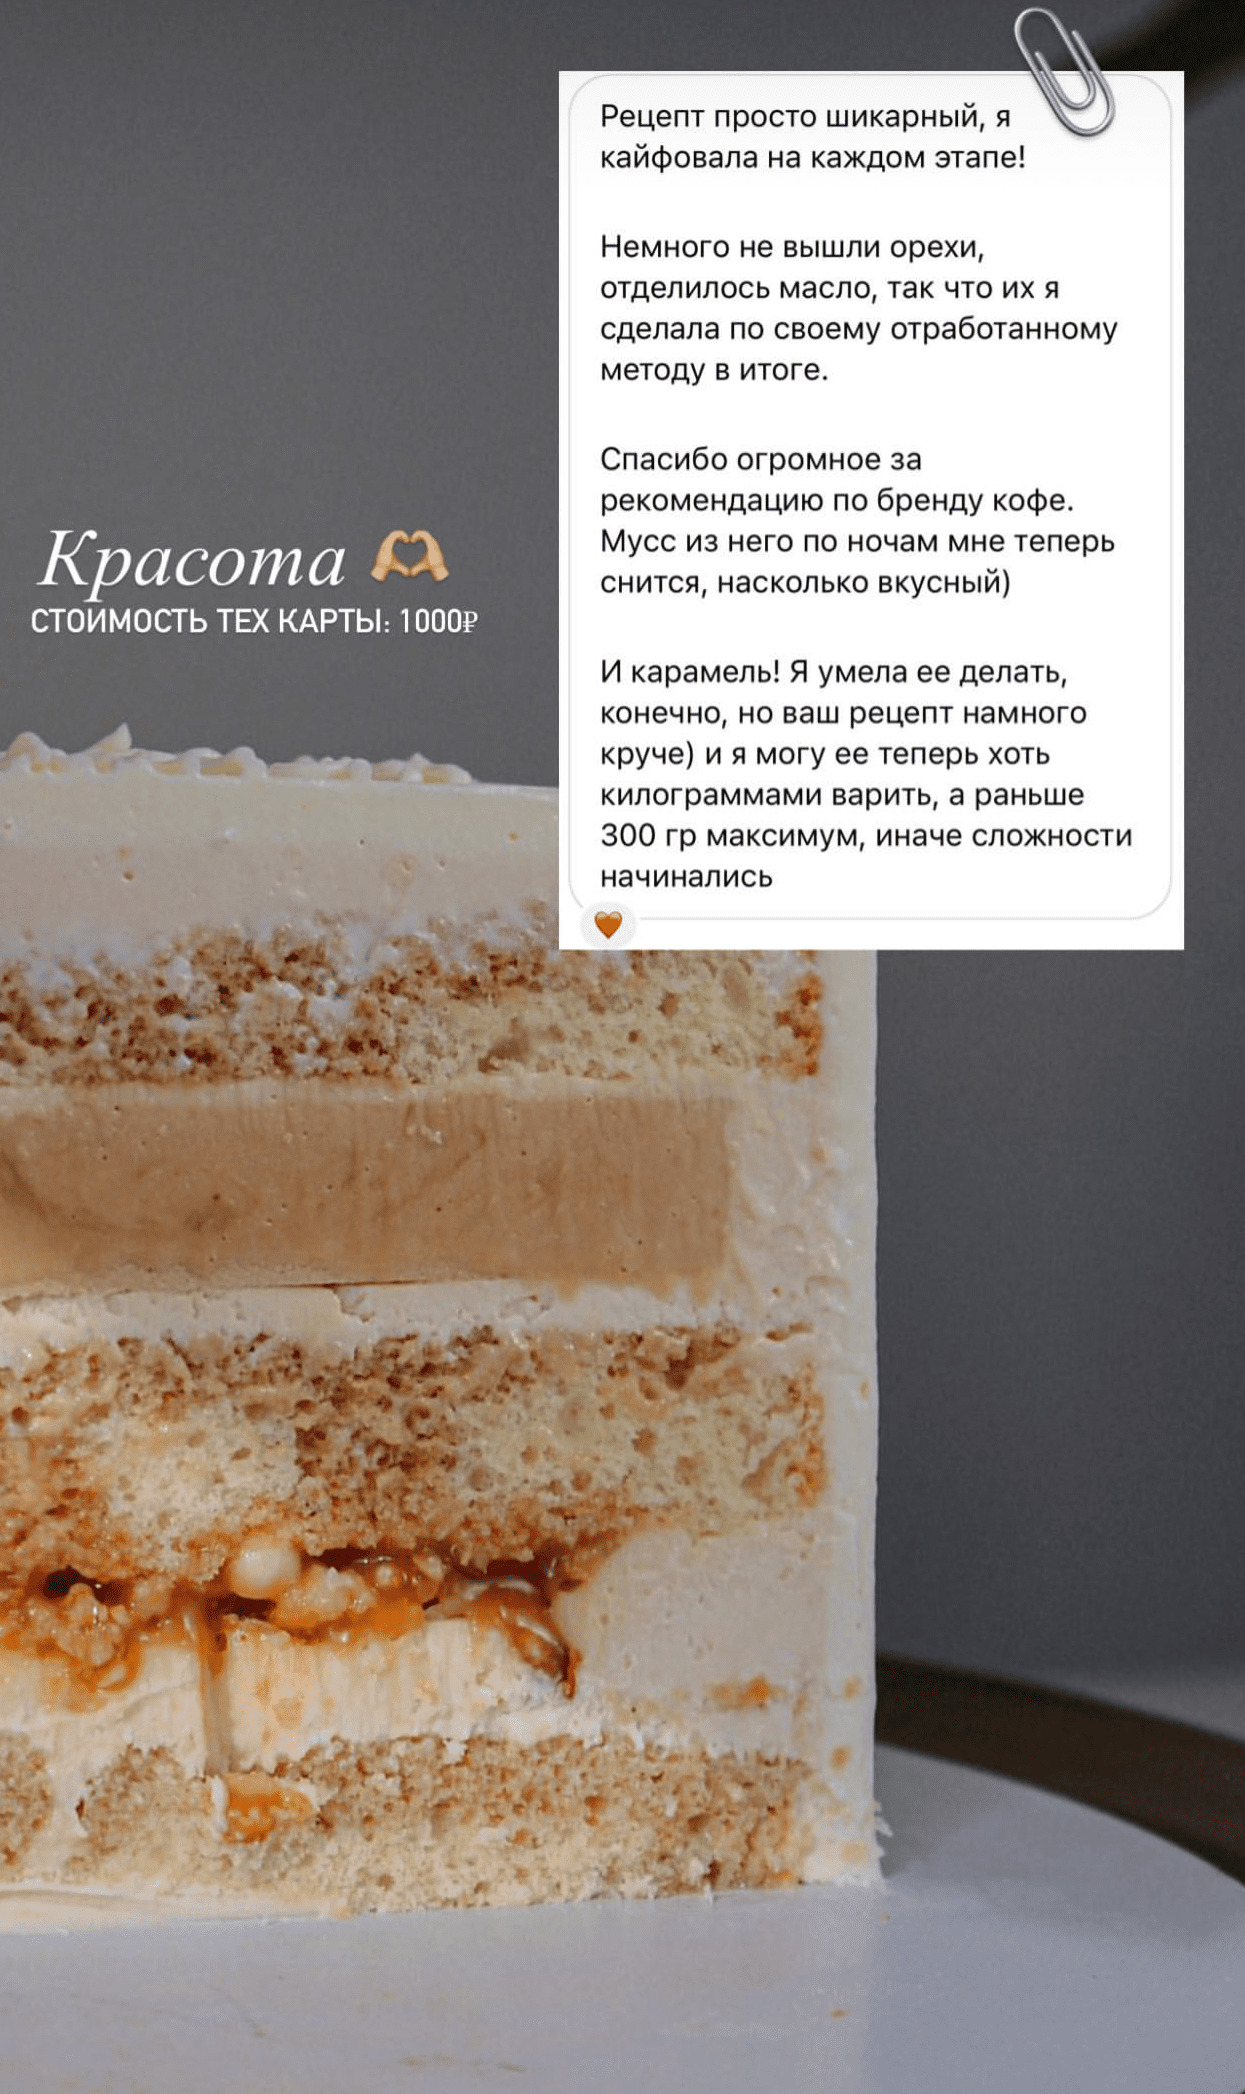 Рецепт просто шикарный, я
кайфовала на каждом этапе!
Немного не вышли орехи,
отделилось масло, так что их я
сделала по своему отработанному
методу в итоге.
Спасибо огромное за
рекомендацию по бренду кофе.
Мусс из него по ночам мне теперь
снится, насколько вкусный)
И карамель! Я умела ее делать,
конечно, но ваш рецепт намного
круче) и я могу ее теперь хоть
килограммами варить, а раньше
300 гр максимум, иначе сложности
начинались
Красота 🫶🏼
СТОИМОСТЬ ТЕХ КАРТЫ: 1000₽